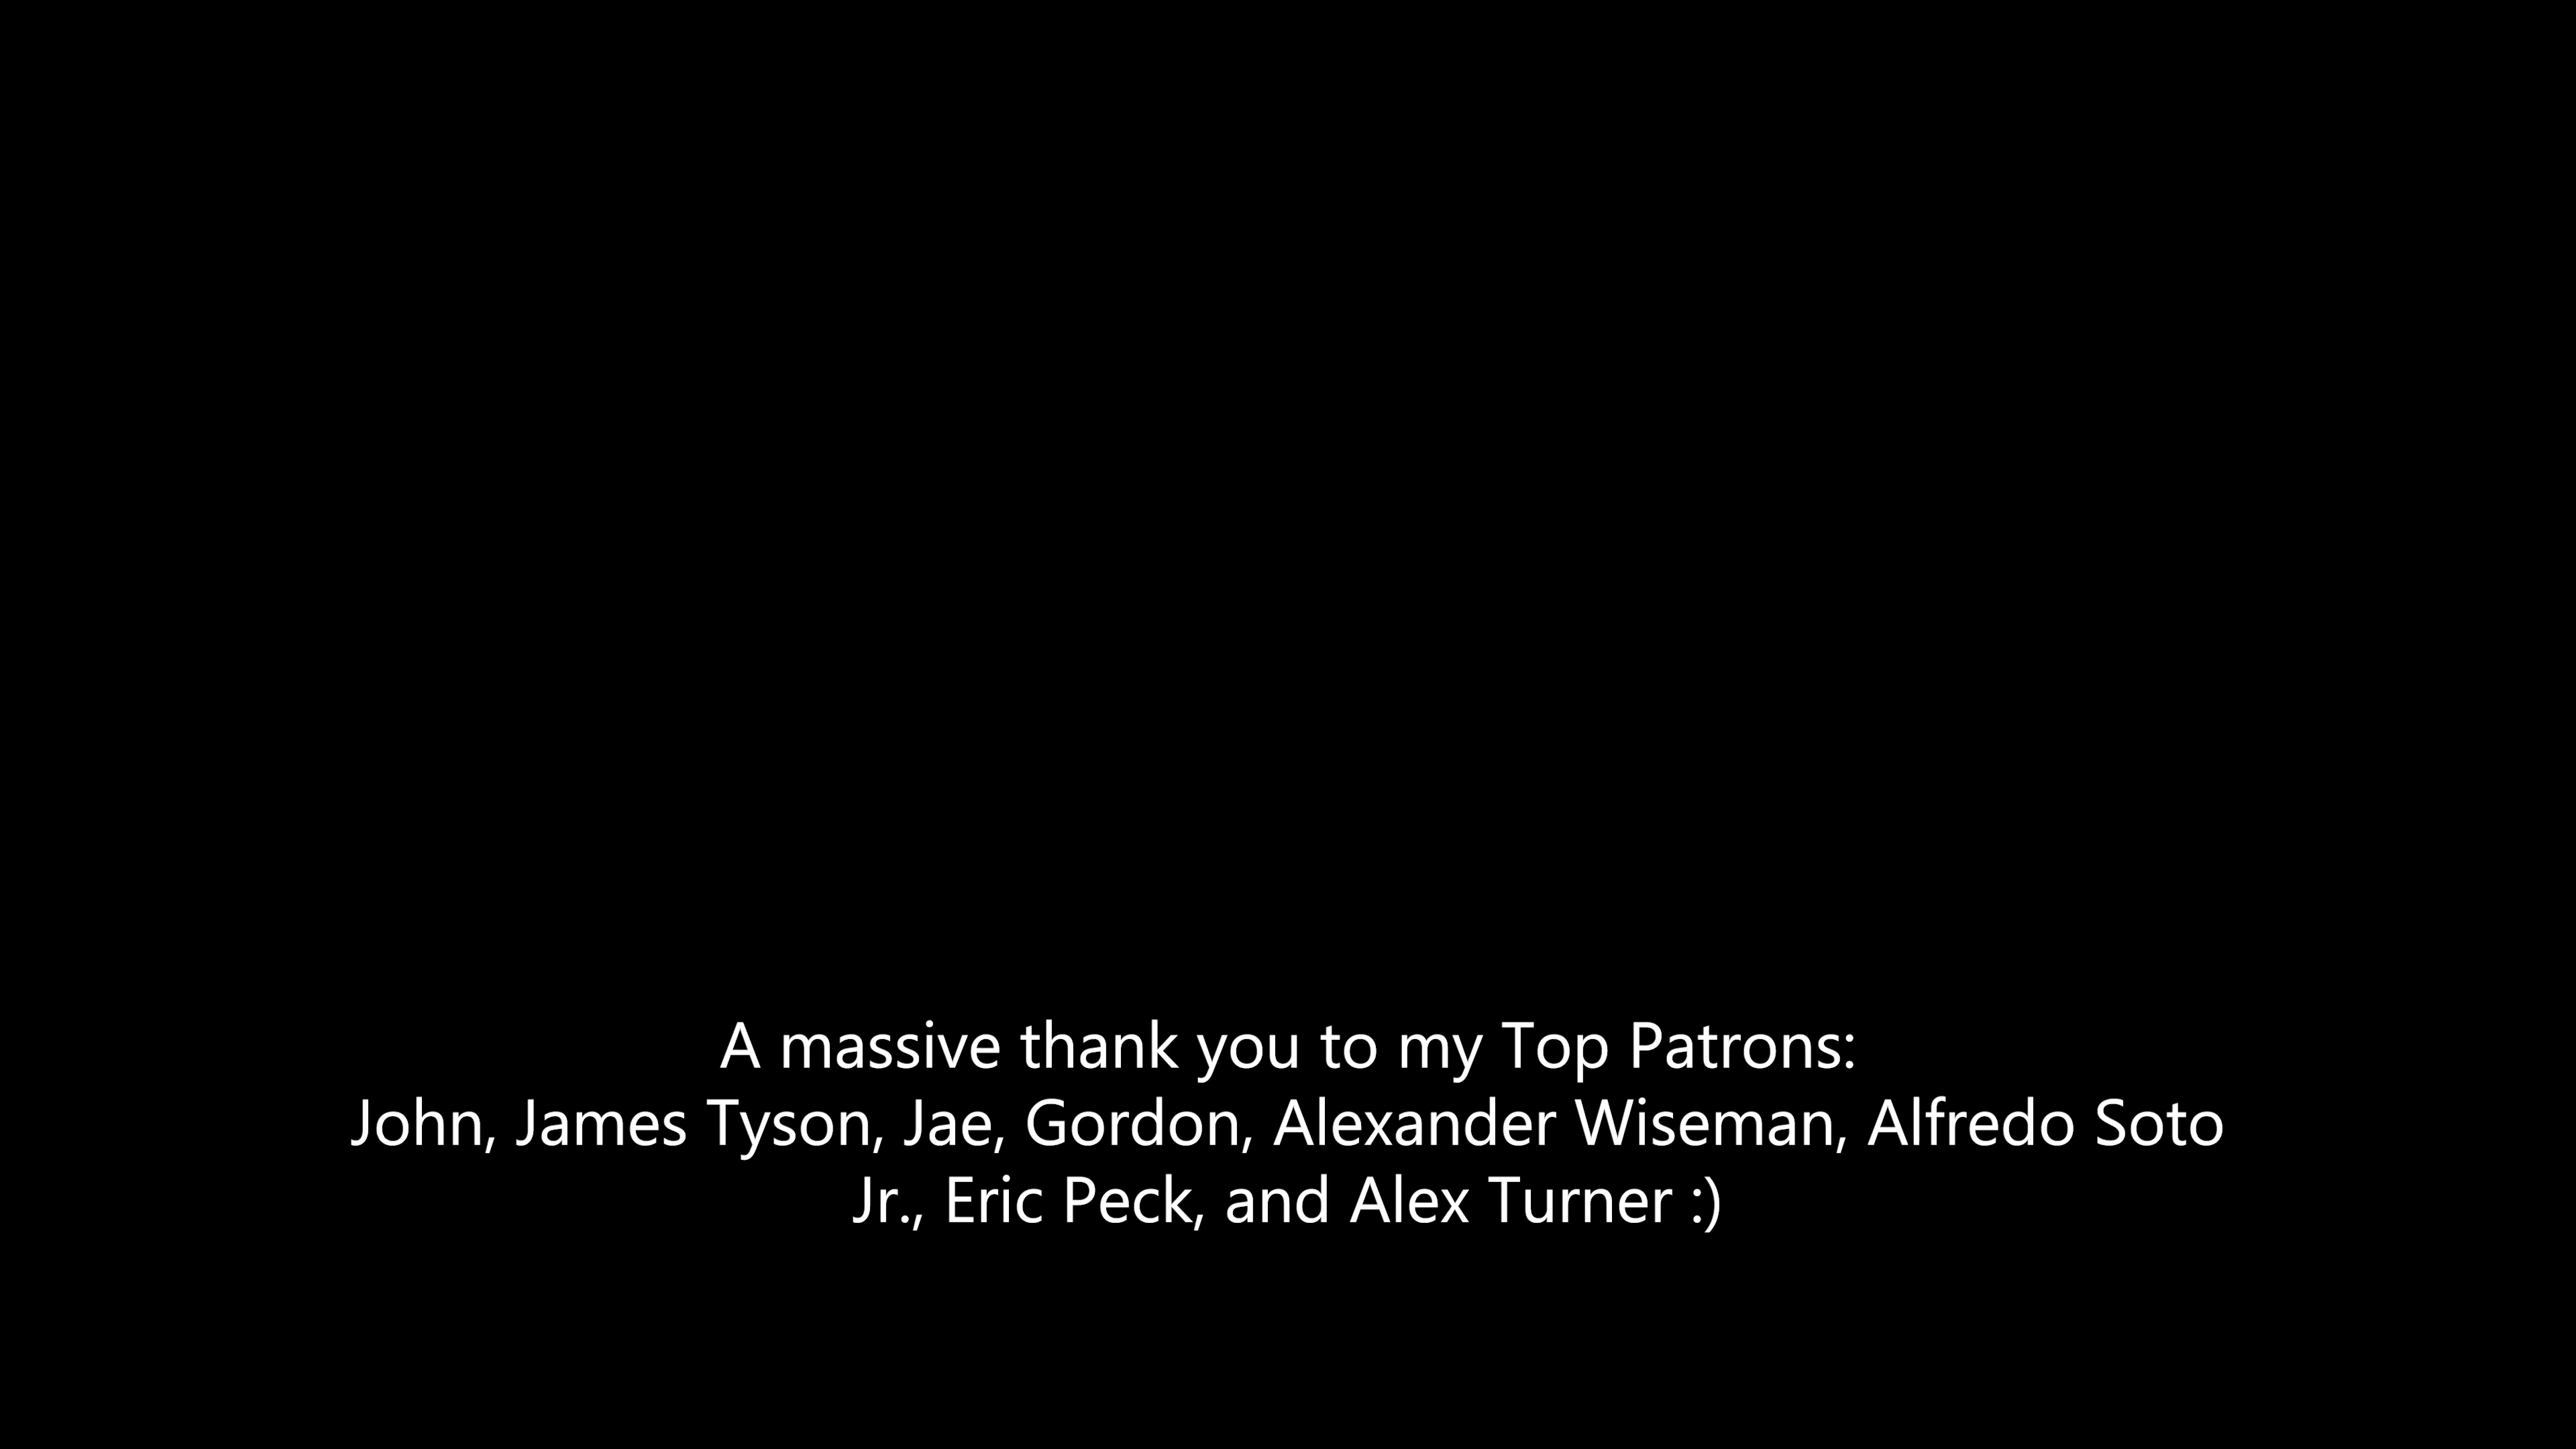 A massive thank you to my Top Patrons:
John, James Tyson, Jae, Gordon, Alexander Wiseman, Alfredo Soto
Jr., Eric Peck, and Alex Turner :)